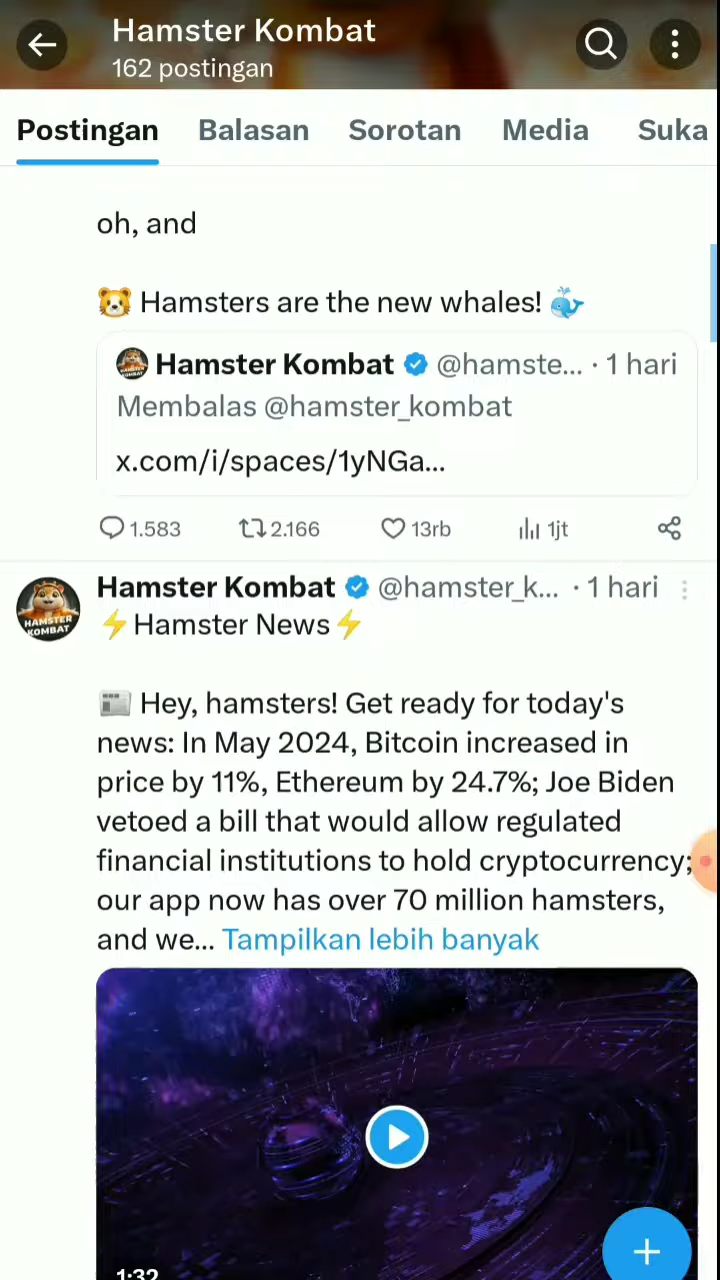 Hamster Kombat
162 postingan
Postingan Balasan Sorotan Media Suka
oh, and
🐹 Hamsters are the new whales! 🐳
Hamster Kombat @hamste... · 1 hari
Membalas @hamster_kombat
x.com/i/spaces/1yNGa...
1.583 2.166 13rb 1jt
Hamster Kombat @hamster_k... · 1 hari
HAMSTER
KOMBAT
⚡Hamster News⚡
📰 Hey, hamsters! Get ready for today's
news: In May 2024, Bitcoin increased in
price by 11%, Ethereum by 24.7%; Joe Biden
vetoed a bill that would allow regulated
financial institutions to hold cryptocurrency;
our app now has over 70 million hamsters,
and we... Tampilkan lebih banyak
1:32